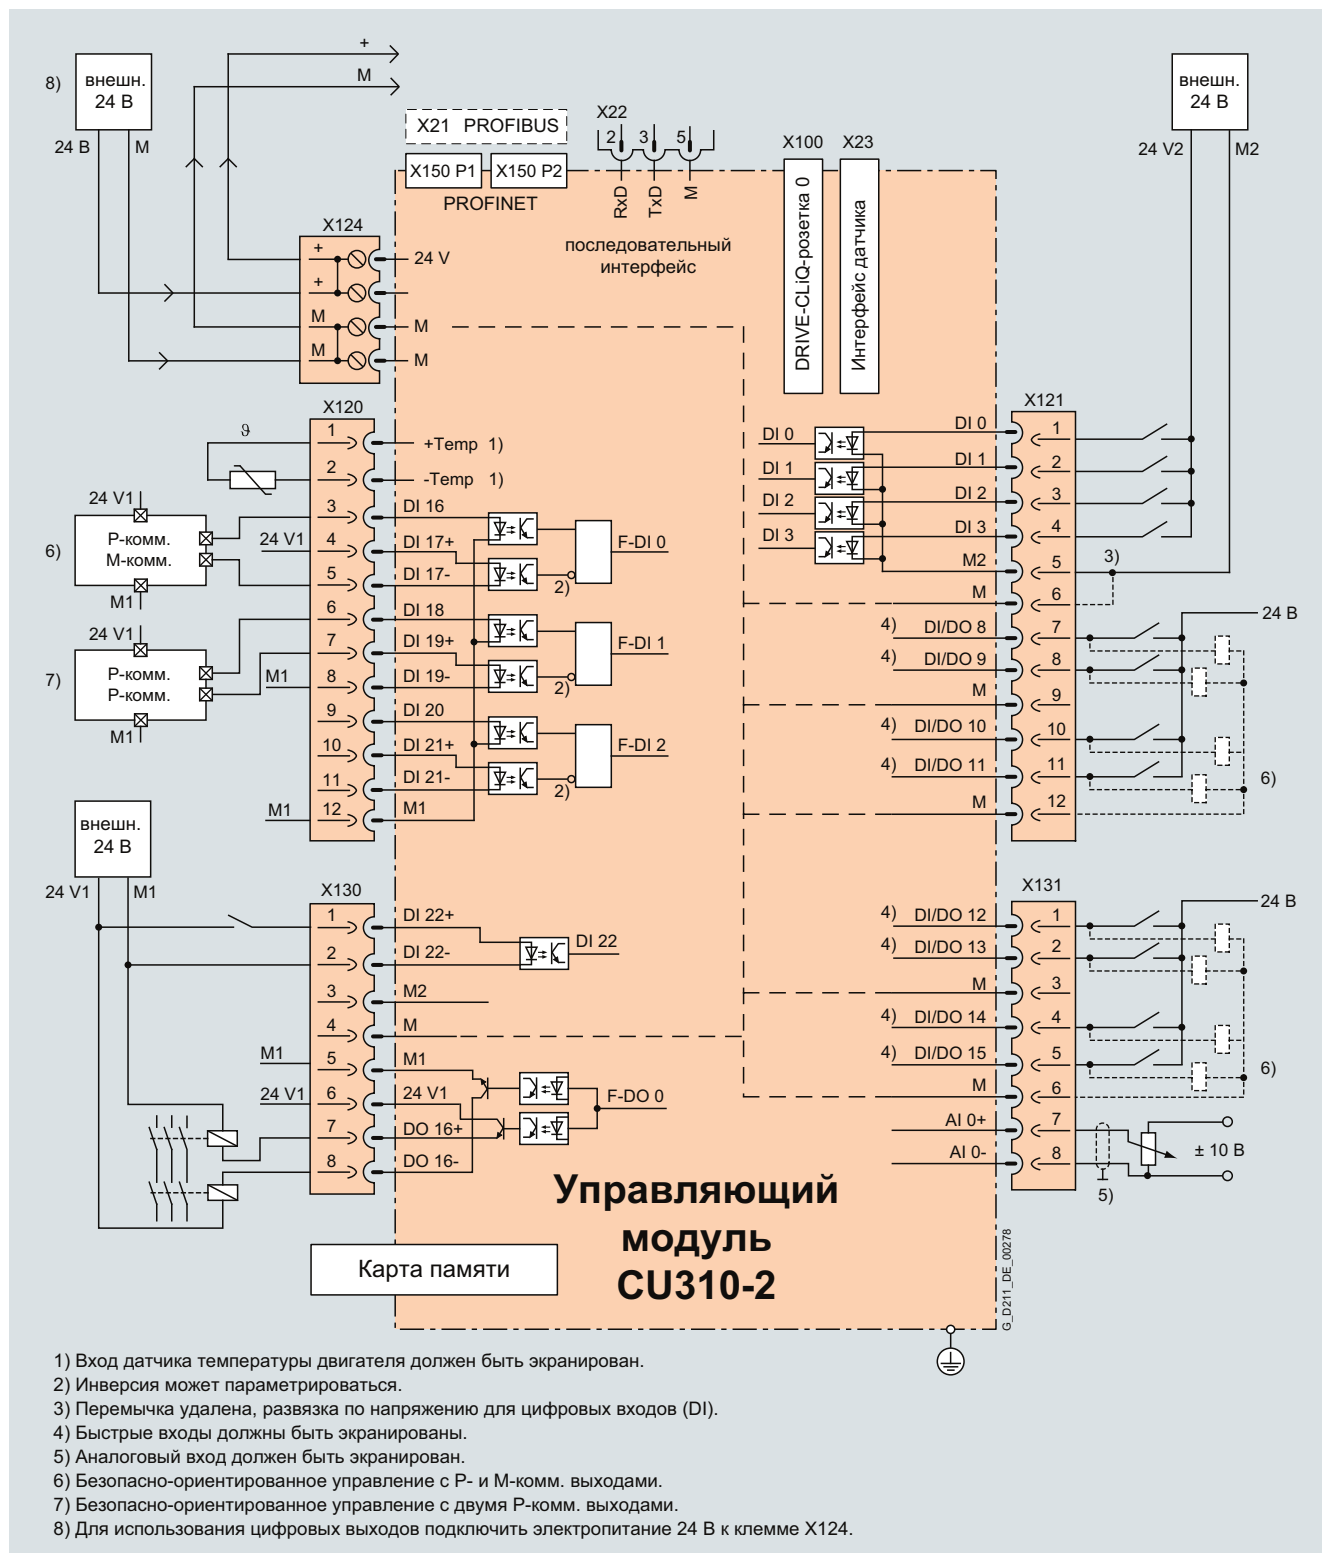 +
M
8)
внешн.
24 В
24 В
M
X21 PROFIBUS
X150 P1
X150 P2
PROFINET
X22
2
3
5
RxD
TxD
M
последовательный
интерфейс
X100
X23
DRIVE-CLiQ-розетка 0
Интерфейс датчика
внешн.
24 В
24 V2
M2
X124
+
24 V
+
M
M
M
M
X120
ϑ
1
+Temp 1)
2
-Temp 1)
3
DI 16
24 V1
4
DI 17+
5
DI 17-
6
DI 18
7
DI 19+
M1
8
DI 19-
9
DI 20
10
DI 21+
11
DI 21-
M1
12
M1
F-DI 0
2)
F-DI 1
2)
F-DI 2
2)
24 V1
6)
Р-комм.
М-комм.
M1
24 V1
7)
Р-комм.
Р-комм.
M1
DI 0
DI 1
DI 2
DI 3
X121
DI 0
1
DI 1
2
DI 2
3
DI 3
4
M2
5
3)
M
6
24 В
4)
DI/DO 8
7
4)
DI/DO 9
8
M
9
4)
DI/DO 10
10
4)
DI/DO 11
11
6)
M
12
внешн.
24 В
24 V1
M1
X130
1
DI 22+
DI 22
2
DI 22-
3
M2
4
M
M1
5
M1
24 V1
6
24 V1
F-DO 0
7
DO 16+
8
DO 16-
X131
24 В
4)
DI/DO 12
1
4)
DI/DO 13
2
M
3
4)
DI/DO 14
4
4)
DI/DO 15
5
6)
M
6
AI 0+
7
± 10 В
AI 0-
8
5)
Управляющий
модуль
CU310-2
Карта памяти
G_D211_DE_00278
1) Вход датчика температуры двигателя должен быть экранирован.
2) Инверсия может параметрироваться.
3) Перемычка удалена, развязка по напряжению для цифровых входов (DI).
4) Быстрые входы должны быть экранированы.
5) Аналоговый вход должен быть экранирован.
6) Безопасно-ориентированное управление с Р- и М-комм. выходами.
7) Безопасно-ориентированное управление с двумя Р-комм. выходами.
8) Для использования цифровых выходов подключить электропитание 24 В к клемме X124.